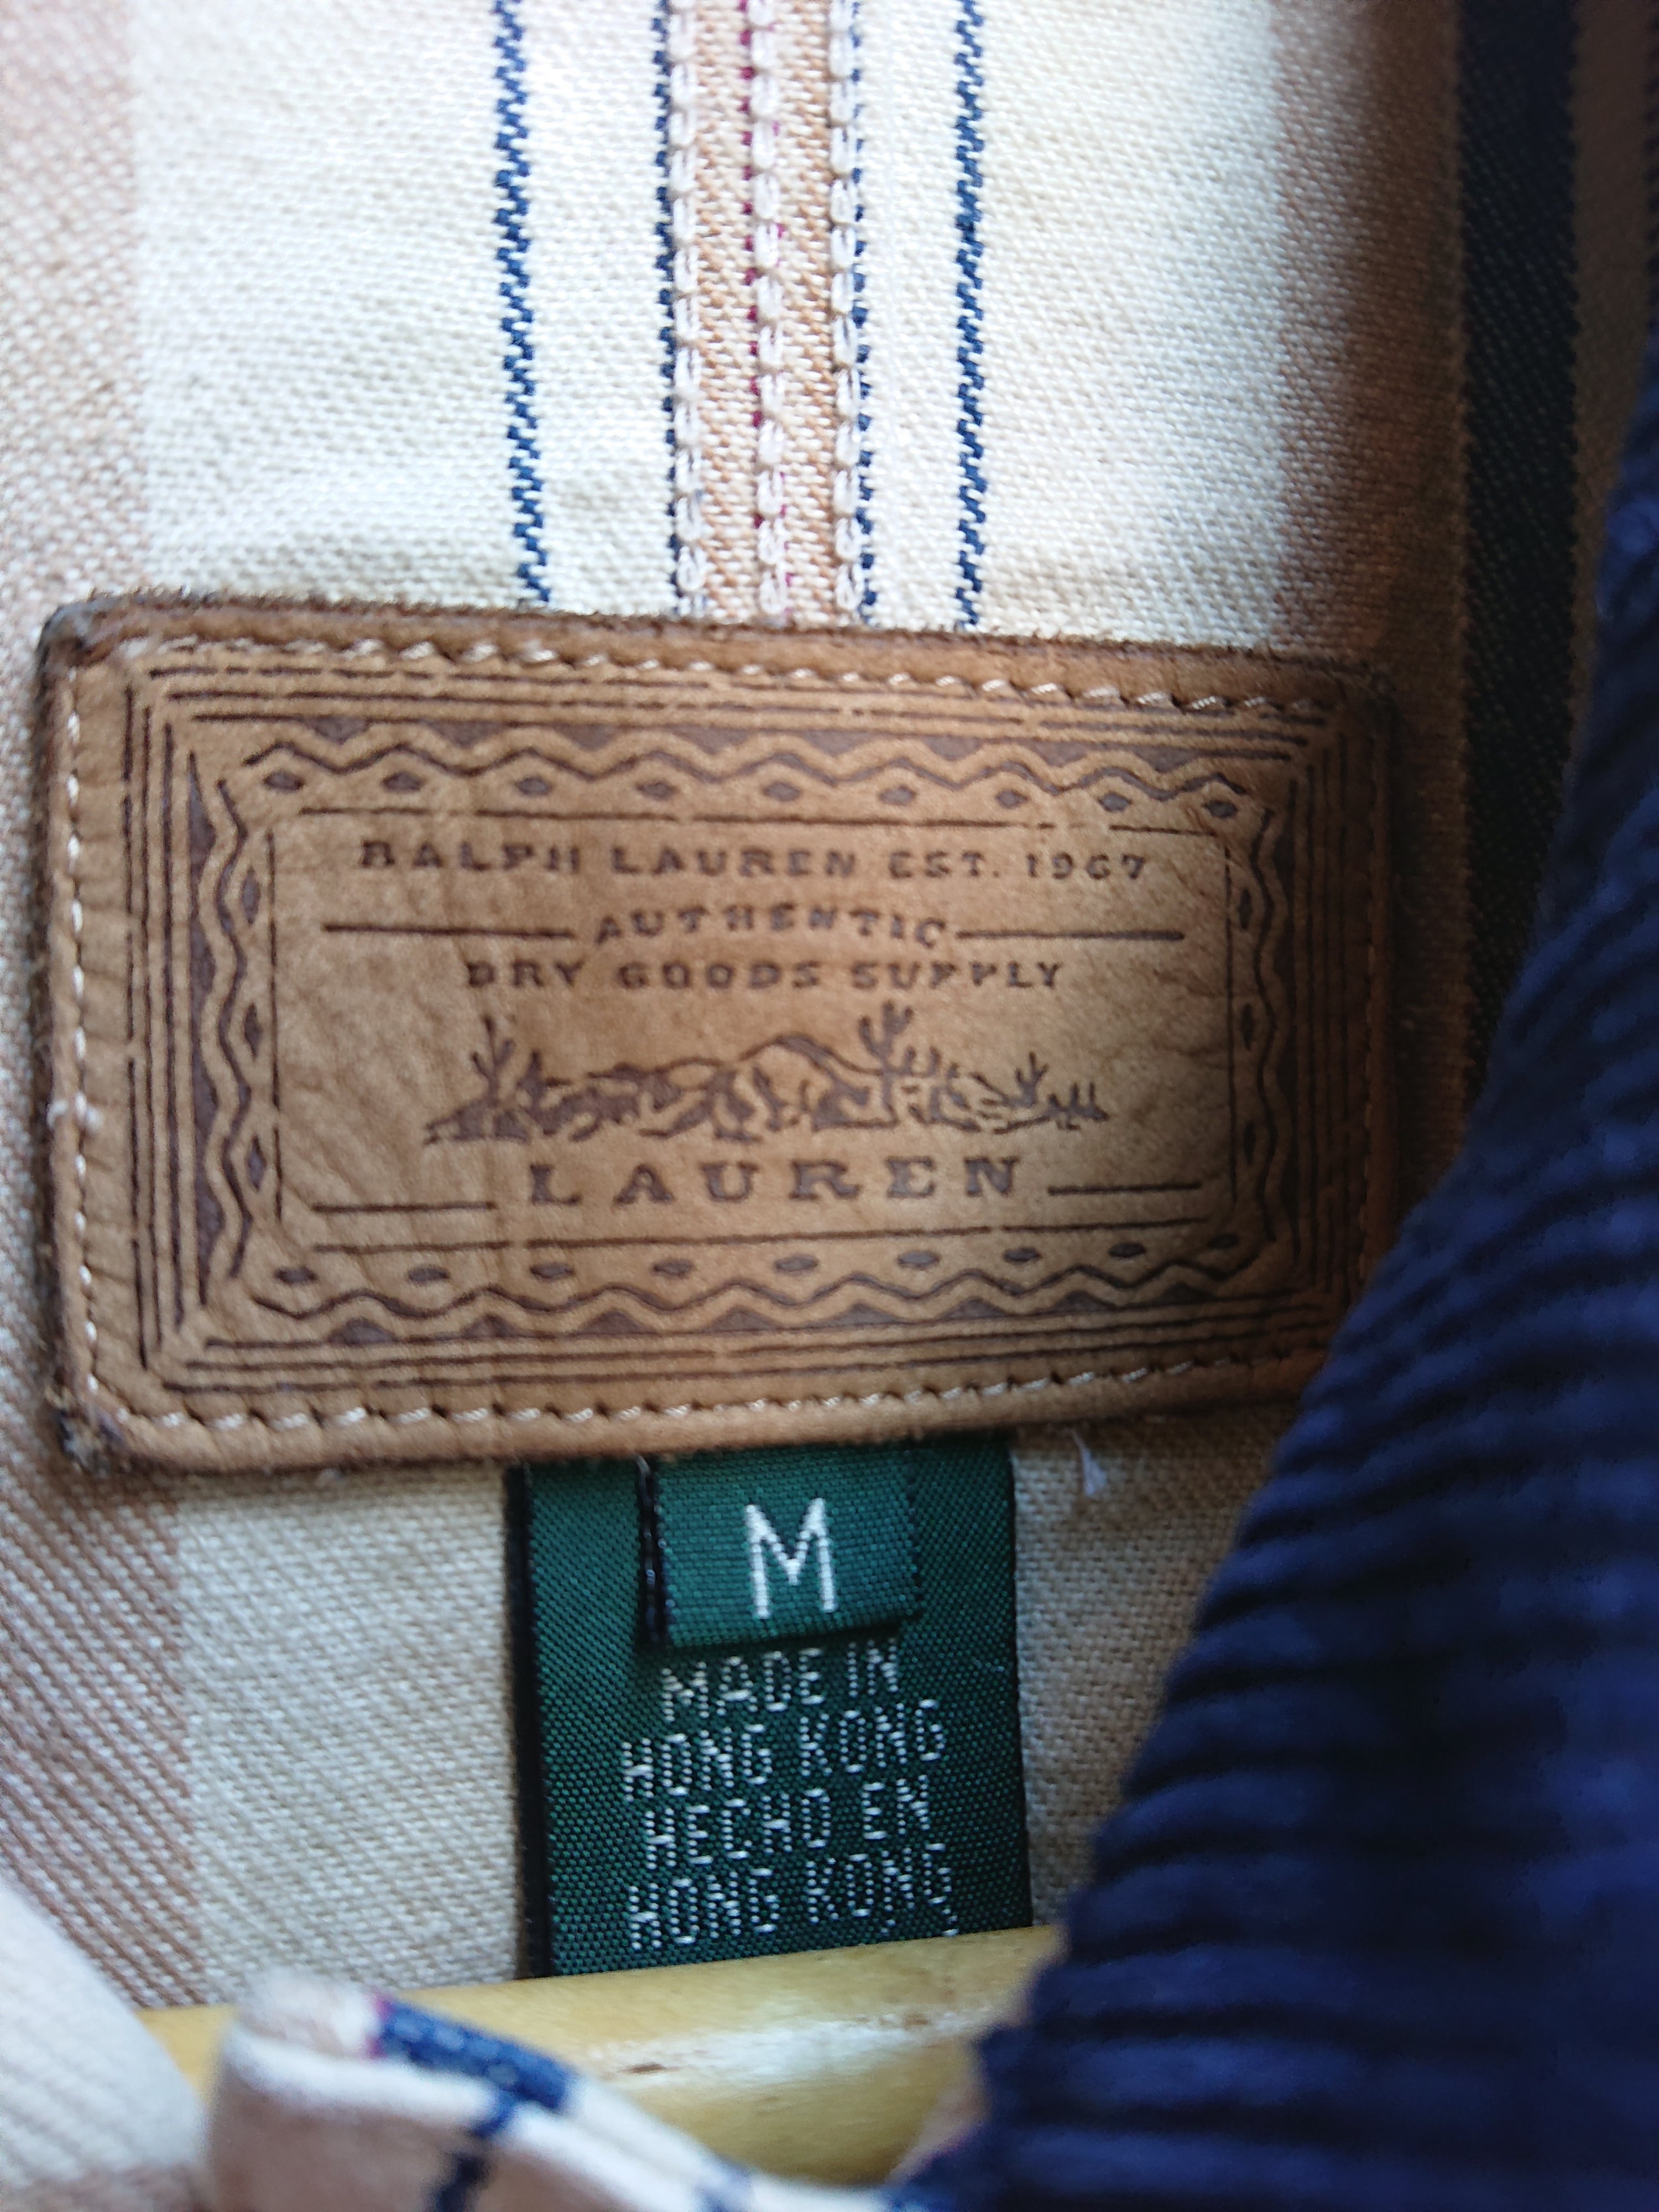 RALPH LAUREN EST. 1967
AUTHENTIC
DRY GOODS SUPPLY
LAUREN
M
MADE IN
HONG KONG
HECHO EN
HONG KONG